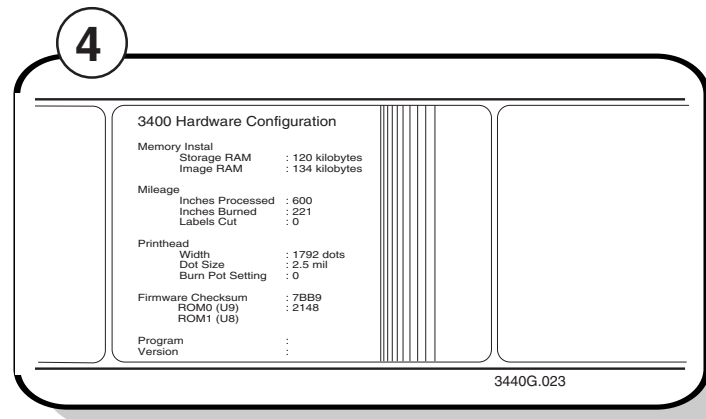 4
3400 Hardware Configuration
Memory Instal
Storage RAM : 120 kilobytes
Image RAM : 134 kilobytes
Mileage
Inches Processed : 600
Inches Burned : 221
Labels Cut : 0
Printhead
Width : 1792 dots
Dot Size : 2.5 mil
Burn Pot Setting : 0
Firmware Checksum : 7BB9
ROM0 (U9) : 2148
ROM1 (U8)
Program :
Version :
3440G.023